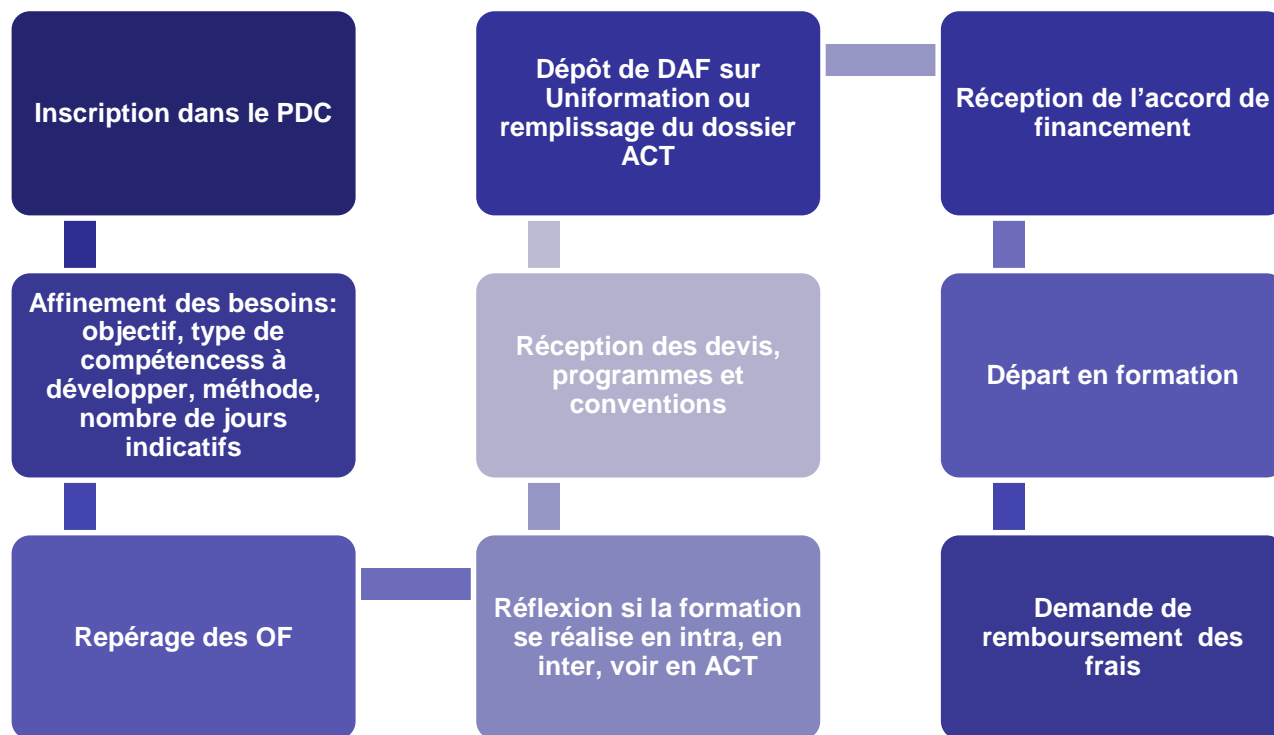 Inscription dans le PDC
Affinement des besoins:
objectif, type de
compétencess à
développer, méthode,
nombre de jours
indicatifs
Repérage des OF
Réflexion si la formation
se réalise en intra, en
inter, voir en ACT
Réception des devis,
programmes et
conventions
Dépôt de DAF sur
Uniformation ou
remplissage du dossier
ACT
Réception de l’accord de
financement
Départ en formation
Demande de
remboursement des
frais